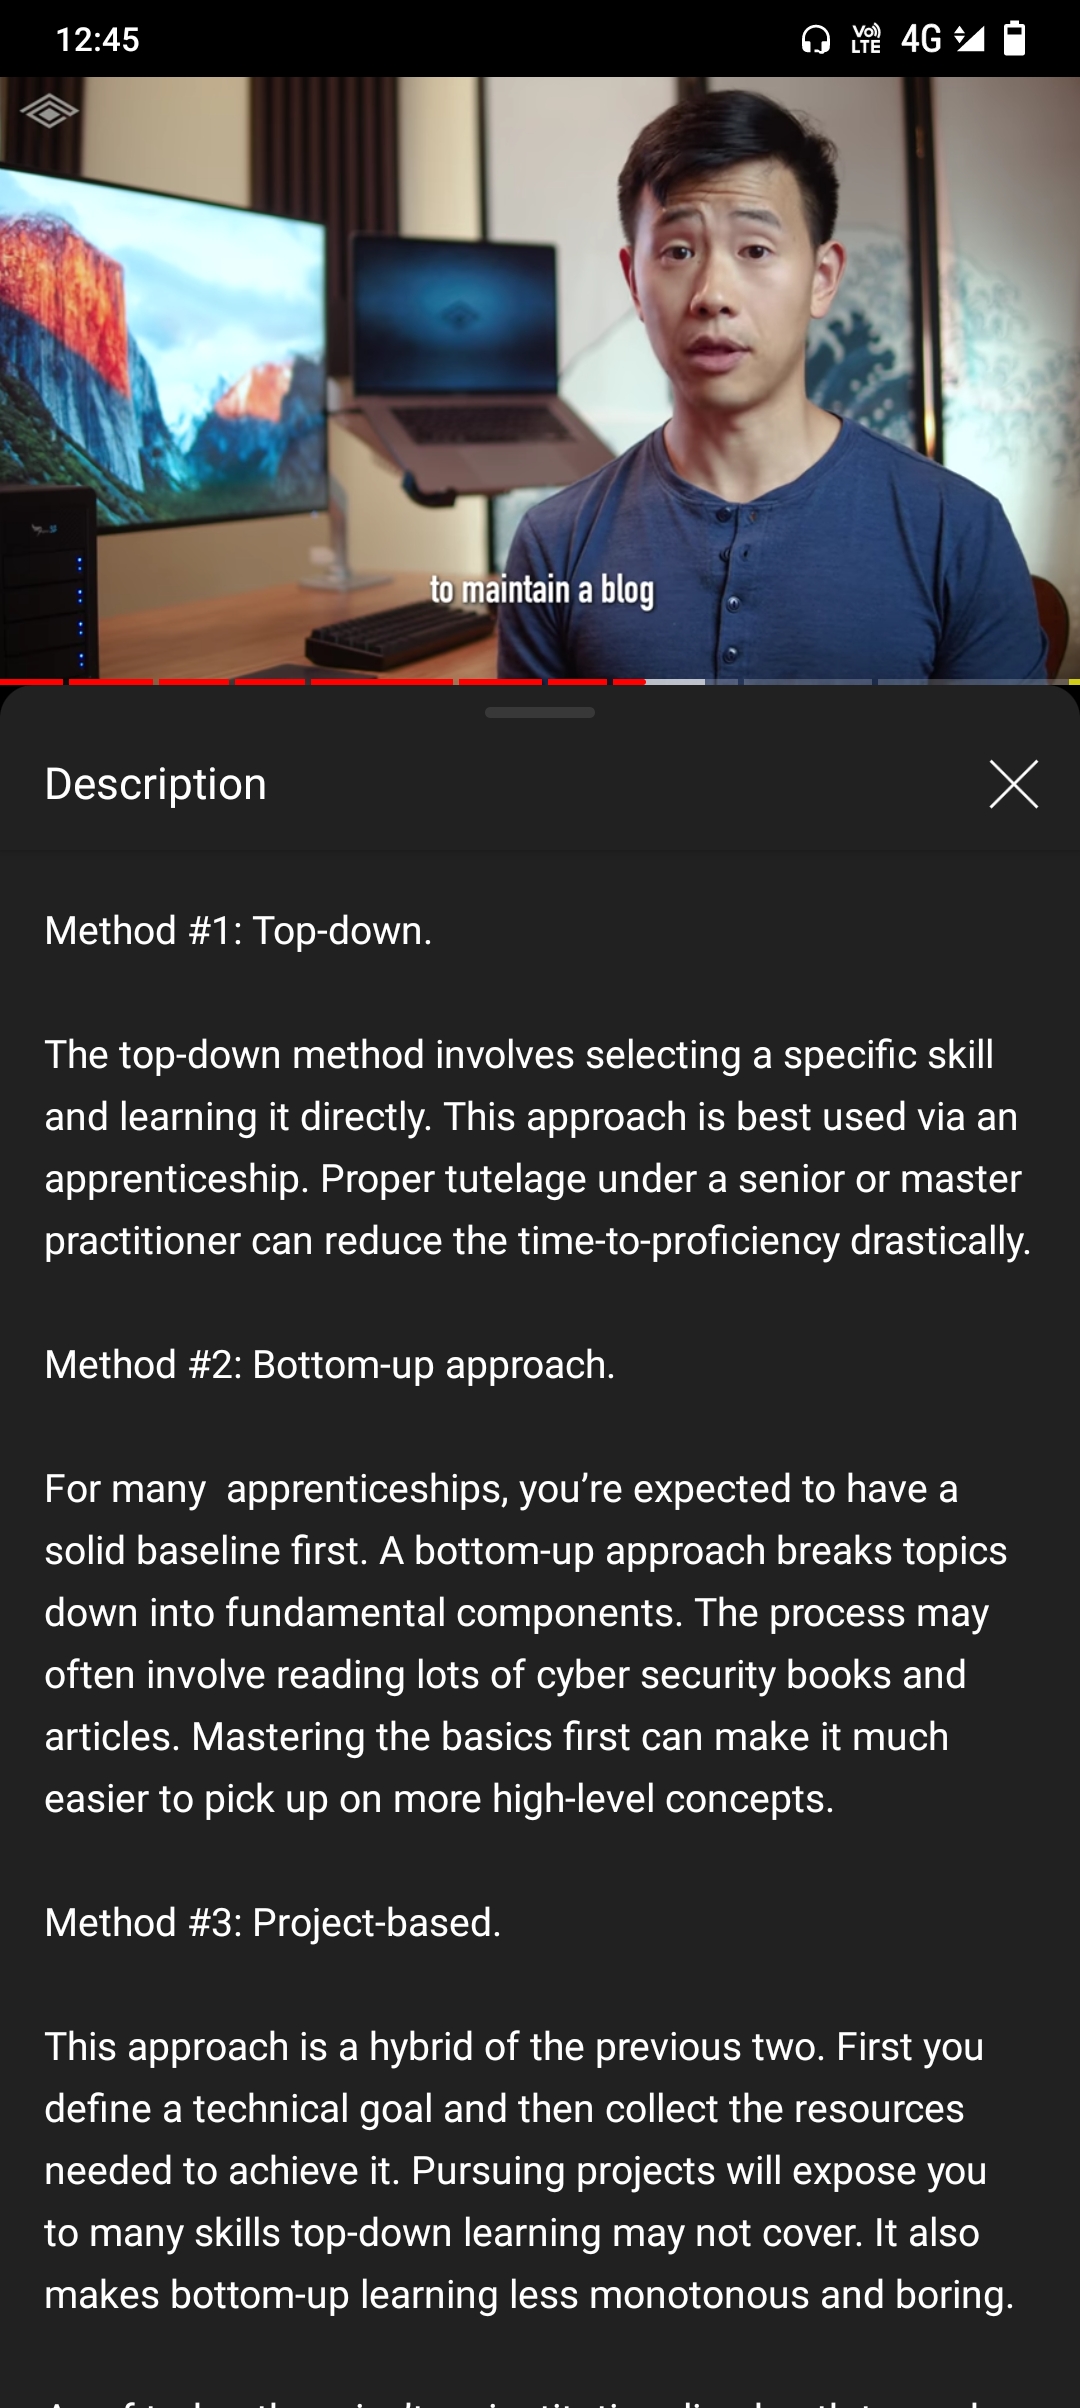 12:45
Vo)) LTE 4G
to maintain a blog
Description
Method #1: Top-down.
The top-down method involves selecting a specific skill
and learning it directly. This approach is best used via an
apprenticeship. Proper tutelage under a senior or master
practitioner can reduce the time-to-proficiency drastically.
Method #2: Bottom-up approach.
For many  apprenticeships, you’re expected to have a
solid baseline first. A bottom-up approach breaks topics
down into fundamental components. The process may
often involve reading lots of cyber security books and
articles. Mastering the basics first can make it much
easier to pick up on more high-level concepts.
Method #3: Project-based.
This approach is a hybrid of the previous two. First you
define a technical goal and then collect the resources
needed to achieve it. Pursuing projects will expose you
to many skills top-down learning may not cover. It also
makes bottom-up learning less monotonous and boring.